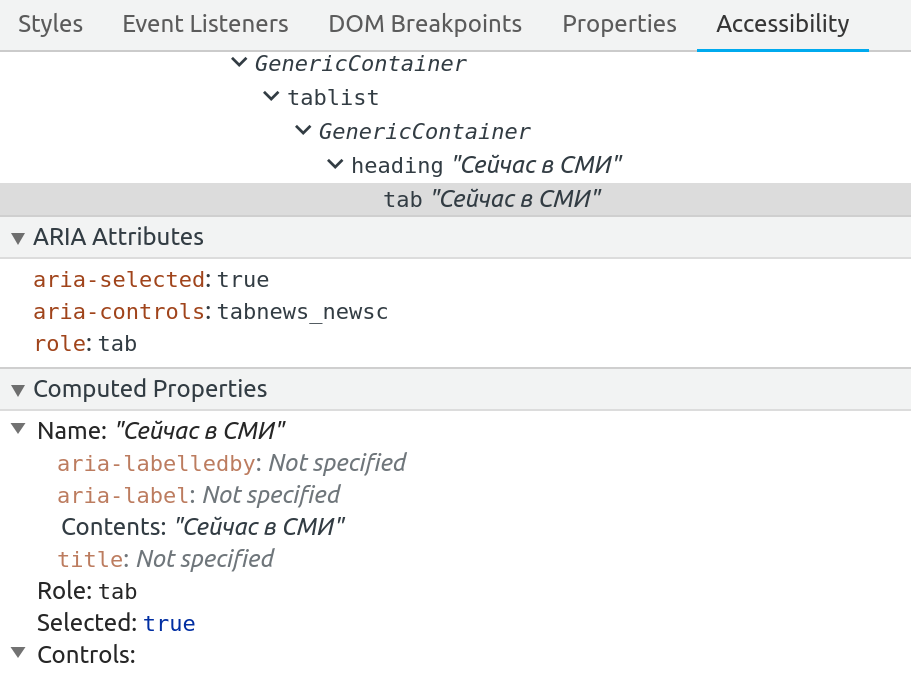 Styles Event Listeners DOM Breakpoints Properties Accessibility
GenericContainer
tablist
GenericContainer
heading "Сейчас в СМИ"
tab "Сейчас в СМИ"
ARIA Attributes
aria-selected: true
aria-controls: tabnews_newsc
role: tab
Computed Properties
Name: "Сейчас в СМИ"
aria-labelledby: Not specified
aria-label: Not specified
Contents: "Сейчас в СМИ"
title: Not specified
Role: tab
Selected: true
Controls: